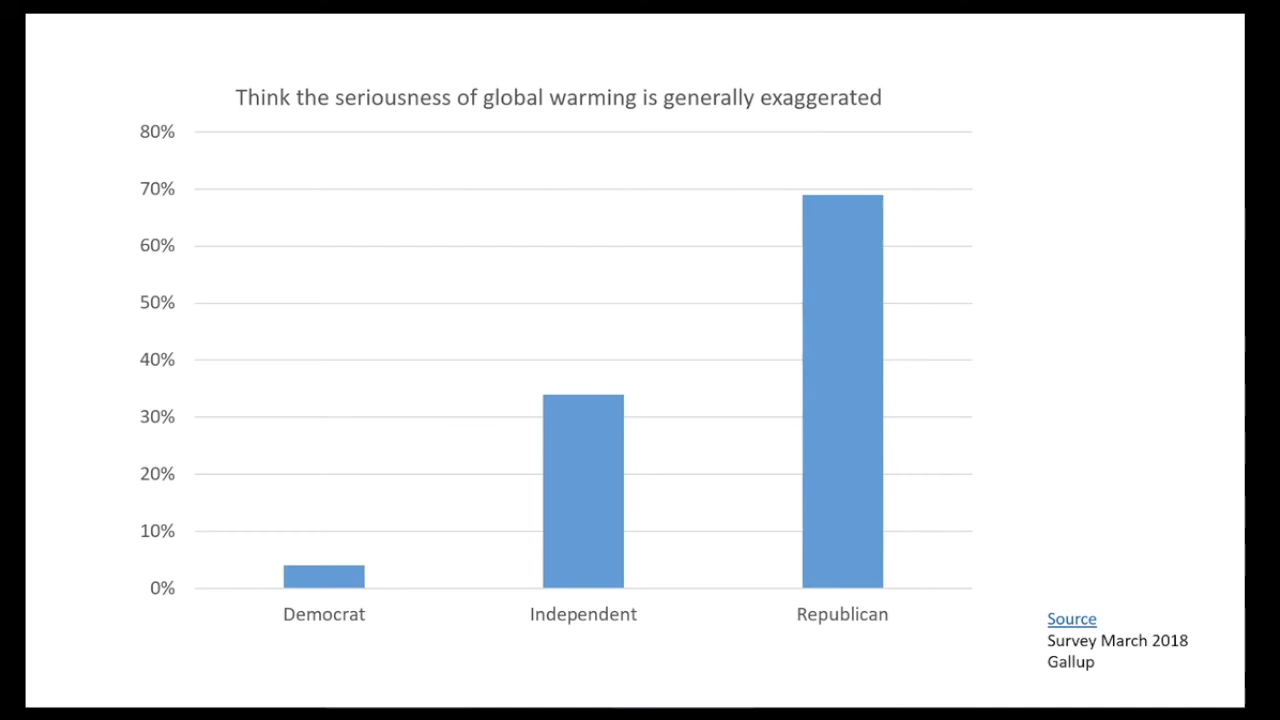 Think the seriousness of global warming is generally exaggerated
80%
70%
60%
50%
40%
30%
20%
10%
0%
Democrat Independent Republican
Source
Survey March 2018
Gallup